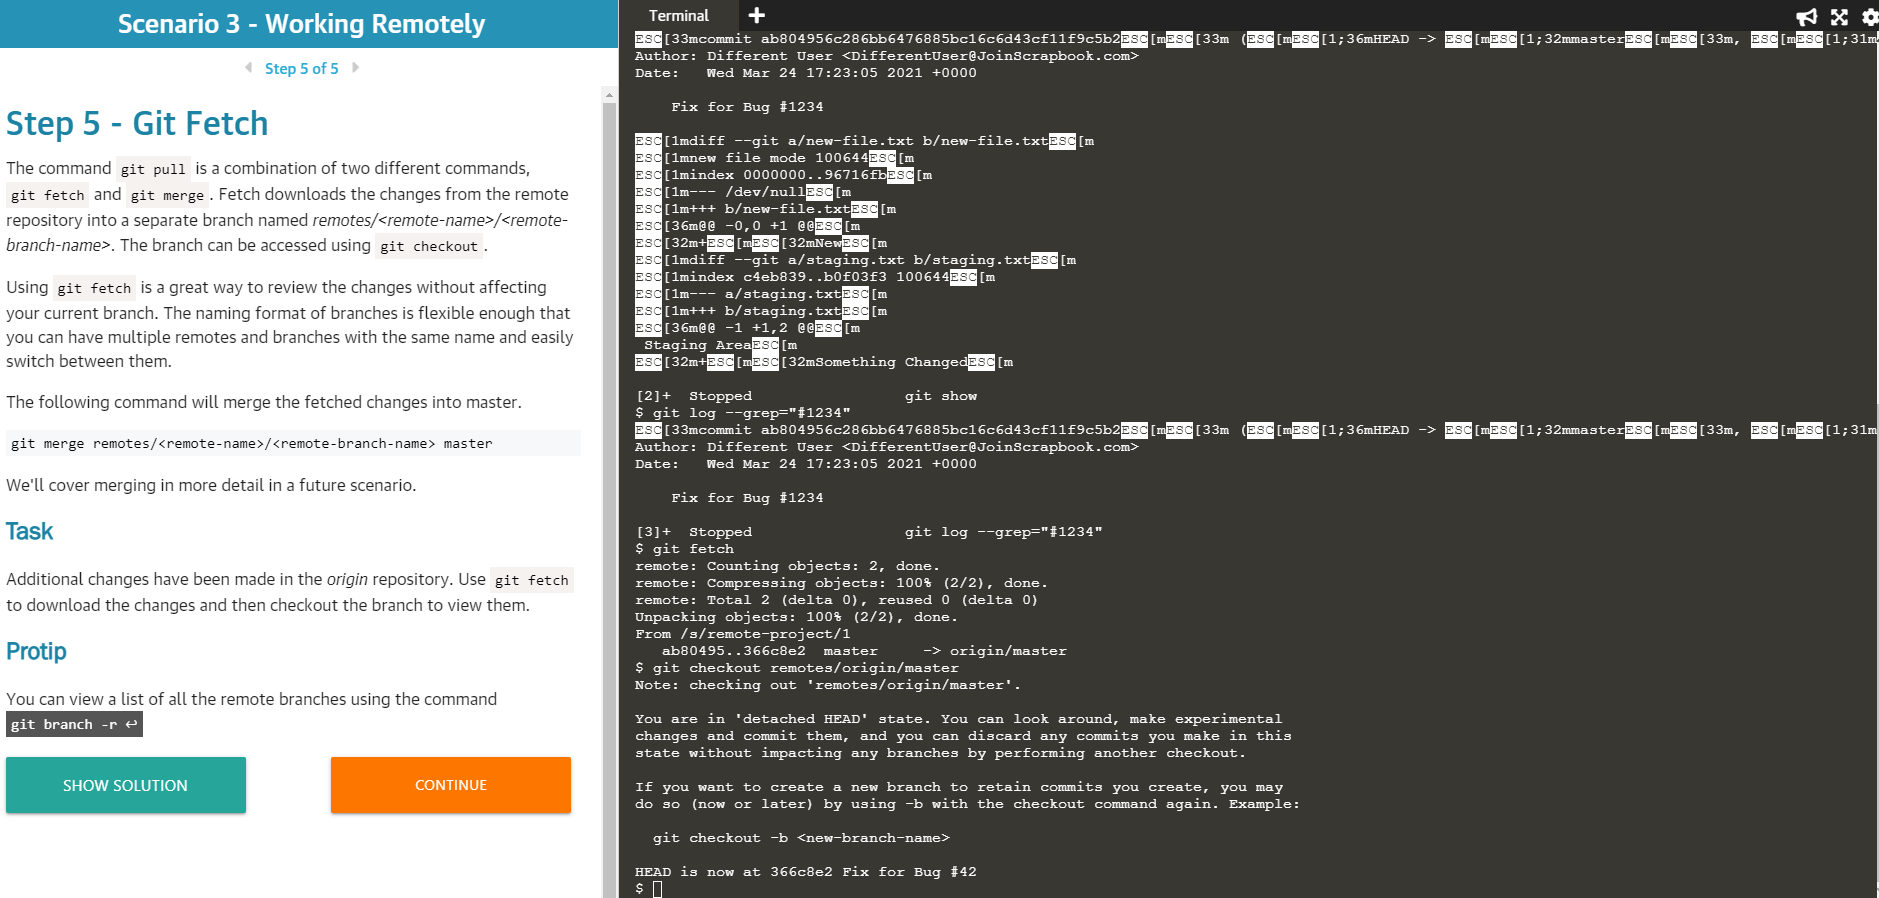 Scenario 3 - Working Remotely
Step 5 of 5
Step 5 - Git Fetch
The command git pull is a combination of two different commands,
git fetch and git merge . Fetch downloads the changes from the remote
repository into a separate branch named remotes/<remote-name>/<remote-
branch-name>. The branch can be accessed using git checkout .
Using git fetch is a great way to review the changes without affecting
your current branch. The naming format of branches is flexible enough that
you can have multiple remotes and branches with the same name and easily
switch between them.
The following command will merge the fetched changes into master.
git merge remotes/<remote-name>/<remote-branch-name> master
We'll cover merging in more detail in a future scenario.
Task
Additional changes have been made in the origin repository. Use git fetch
to download the changes and then checkout the branch to view them.
Protip
You can view a list of all the remote branches using the command
git branch -r ↩
SHOW SOLUTION
CONTINUE
Terminal
ESC[33mcommit ab804956c286bb6476885bc16c6d43cf11f9c5b2ESC[mESC[33m (ESC[mESC[1;36mHEAD -> ESC[mESC[1;32mmasterESC[mESC[33m, ESC[mESC[1;31m
Author: Different User <DifferentUser@JoinScrapbook.com>
Date:   Wed Mar 24 17:23:05 2021 +0000
Fix for Bug #1234
ESC[1mdiff --git a/new-file.txt b/new-file.txtESC[m
ESC[1mnew file mode 100644ESC[m
ESC[1mindex 0000000..96716fbESC[m
ESC[1m--- /dev/nullESC[m
ESC[1m+++ b/new-file.txtESC[m
ESC[36m@@ -0,0 +1 @@ESC[m
ESC[32m+ESC[mESC[32mNewESC[m
ESC[1mdiff --git a/staging.txt b/staging.txtESC[m
ESC[1mindex c4eb839..b0f03f3 100644ESC[m
ESC[1m--- a/staging.txtESC[m
ESC[1m+++ b/staging.txtESC[m
ESC[36m@@ -1 +1,2 @@ESC[m
Staging AreaESC[m
ESC[32m+ESC[mESC[32mSomething ChangedESC[m
[2]+  Stopped                 git show
$ git log --grep="#1234"
ESC[33mcommit ab804956c286bb6476885bc16c6d43cf11f9c5b2ESC[mESC[33m (ESC[mESC[1;36mHEAD -> ESC[mESC[1;32mmasterESC[mESC[33m, ESC[mESC[1;31m
Author: Different User <DifferentUser@JoinScrapbook.com>
Date:   Wed Mar 24 17:23:05 2021 +0000
Fix for Bug #1234
[3]+  Stopped                 git log --grep="#1234"
$ git fetch
remote: Counting objects: 2, done.
remote: Compressing objects: 100% (2/2), done.
remote: Total 2 (delta 0), reused 0 (delta 0)
Unpacking objects: 100% (2/2), done.
From /s/remote-project/1
ab80495..366c8e2  master     -> origin/master
$ git checkout remotes/origin/master
Note: checking out 'remotes/origin/master'.
You are in 'detached HEAD' state. You can look around, make experimental
changes and commit them, and you can discard any commits you make in this
state without impacting any branches by performing another checkout.
If you want to create a new branch to retain commits you create, you may
do so (now or later) by using -b with the checkout command again. Example:
git checkout -b <new-branch-name>
HEAD is now at 366c8e2 Fix for Bug #42
$